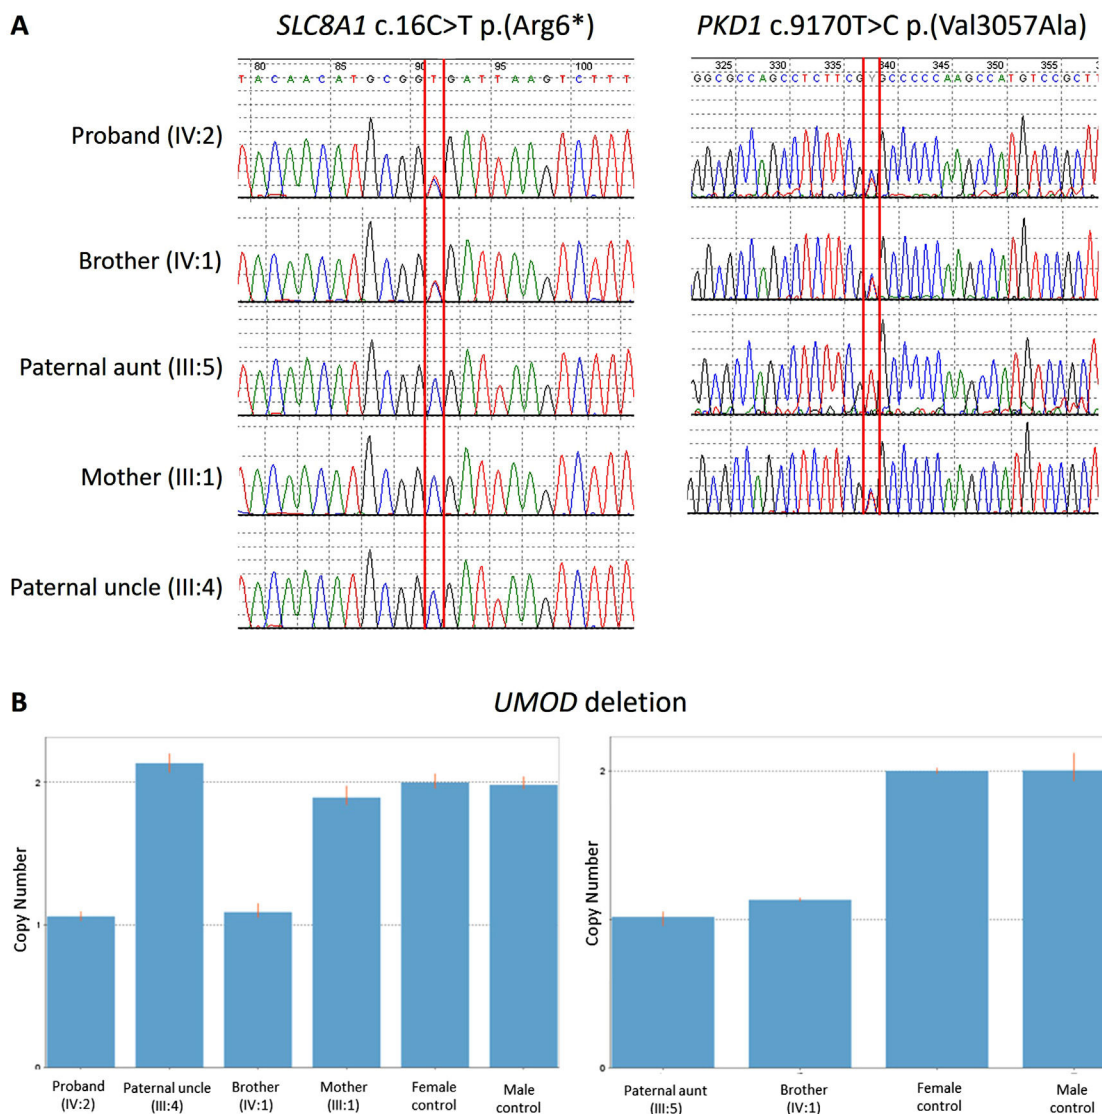 A
SLC8A1 c.16C>T p.(Arg6*)
PKD1 c.9170T>C p.(Val3057Ala)
80 85 90 95 100
T A C A A C A T G C G G T G A T T A A G T C T T T
325 330 335 340 345 350 355
G G C G C C A G C C T C T T C G Y G C C C C C A A G C C A T G T C C G C T T
Proband (IV:2)
Brother (IV:1)
Paternal aunt (III:5)
Mother (III:1)
Paternal uncle (III:4)
B
UMOD deletion
Copy Number
2
1
0
Proband
(IV:2)
Paternal uncle
(III:4)
Brother
(IV:1)
Mother
(III:1)
Female
control
Male
control
Copy Number
2
0
Paternal aunt
(III:5)
Brother
(IV:1)
Female
control
Male
control